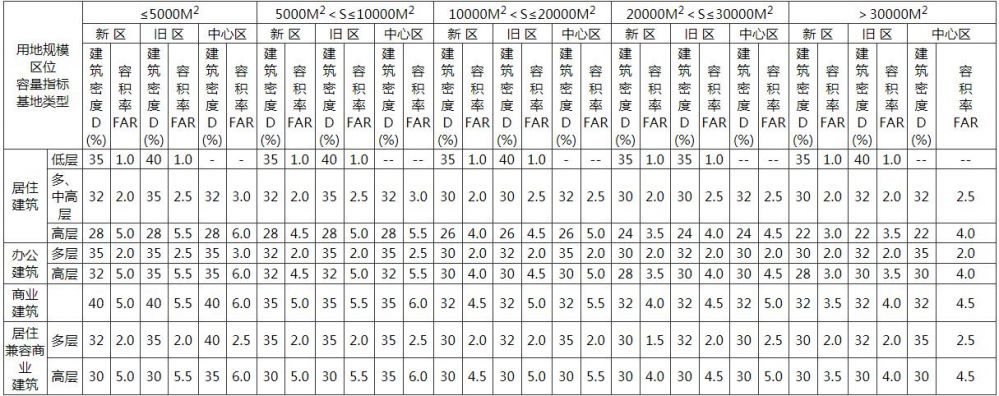 用地规模
区位
容量指标
基地类型
≤5000M²
5000M²＜S≤10000M²
10000M²＜S≤20000M²
20000M²＜S≤30000M²
＞30000M²
新 区 旧 区 中心区 新 区 旧 区 中心区 新 区 旧 区 中心区 新 区 旧 区 中心区 新 区 旧 区 中心区
建筑密度D(%) 容积率FAR 建筑密度D(%) 容积率FAR 建筑密度D(%) 容积率FAR 建筑密度D(%) 容积率FAR 建筑密度D(%) 容积率FAR 建筑密度D(%) 容积率FAR 建筑密度D(%) 容积率FAR 建筑密度D(%) 容积率FAR 建筑密度D(%) 容积率FAR 建筑密度D(%) 容积率FAR 建筑密度D(%) 容积率FAR 建筑密度D(%) 容积率FAR 建筑密度D(%) 容积率FAR 建筑密度D(%) 容积率FAR 建筑密度D(%) 容积率FAR
居住建筑
低层 35 1.0 40 1.0 - - 35 1.0 40 1.0 -- -- 35 1.0 40 1.0 - -- 35 1.0 35 1.0 -- -- 35 1.0 40 1.0 -- --
多、中高层 32 2.0 35 2.5 32 3.0 32 2.0 35 2.5 32 3.0 30 2.0 30 2.5 32 2.5 30 2.0 30 2.5 30 2.5 30 2.0 32 2.0 32 2.5
高层 28 5.0 28 5.5 28 6.0 28 4.5 28 5.0 28 5.5 26 4.0 26 4.5 26 5.0 24 3.5 24 4.0 24 4.5 22 3.0 22 3.5 22 4.0
办公建筑
多层 35 2.0 35 2.5 35 3.0 35 2.0 35 2.5 35 2.5 30 2.0 32 2.0 35 2.0 30 2.0 30 2.0 30 2.0 30 2.0 32 2.0 35 2.0
高层 32 5.0 32 5.5 35 6.0 32 4.5 32 5.0 32 5.5 30 4.0 30 4.5 30 5.0 28 3.5 30 4.0 30 4.5 28 3.0 30 3.5 30 4.0
商业建筑
40 5.0 40 5.5 40 6.0 35 5.0 35 5.5 35 6.0 32 4.5 32 5.0 32 5.5 32 4.0 32 4.5 32 5.0 32 3.5 32 4.0 32 4.5
居住兼容商业建筑
多层 32 2.0 35 2.0 40 2.5 32 2.0 35 2.0 35 2.5 30 2.0 32 2.0 35 2.0 30 1.5 30 2.0 35 2.0 30 2.0 32 2.0 35 2.5
高层 30 5.0 30 5.5 35 6.0 30 5.0 30 5.5 35 6.0 30 4.5 30 5.0 30 5.5 30 4.0 30 4.5 30 5.0 30 3.5 30 4.0 30 4.5